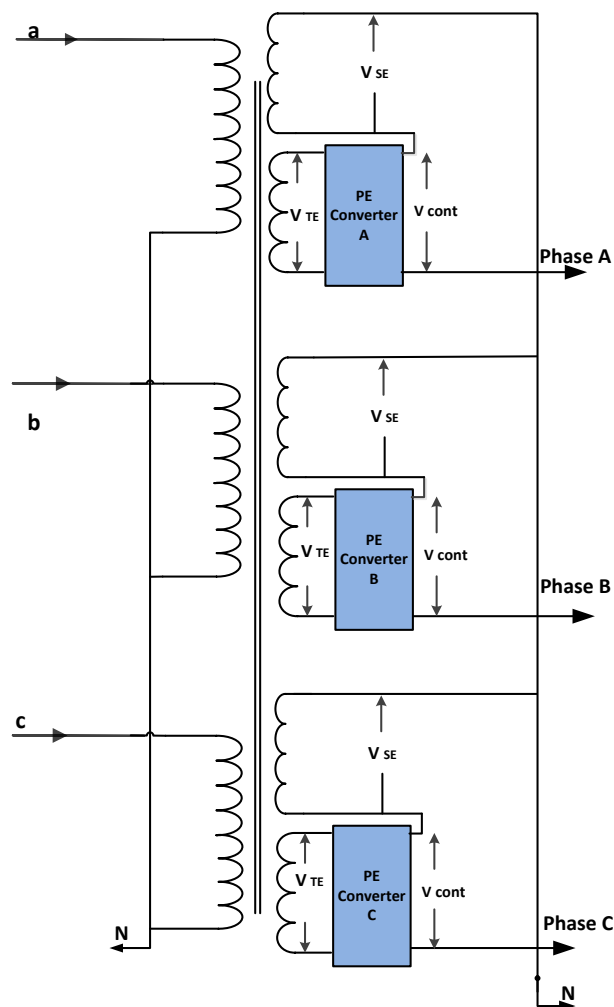 a
V SE
V TE
PE
Converter
A
V cont
Phase A
b
V SE
V TE
PE
Converter
B
V cont
Phase B
c
V SE
V TE
PE
Converter
C
V cont
Phase C
N
N